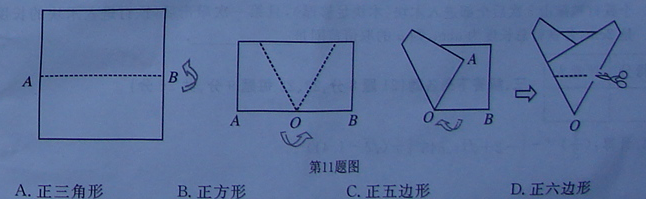 A B
A O B
A O B
O
第11题图
A. 正三角形 B. 正方形 C. 正五边形 D. 正六边形